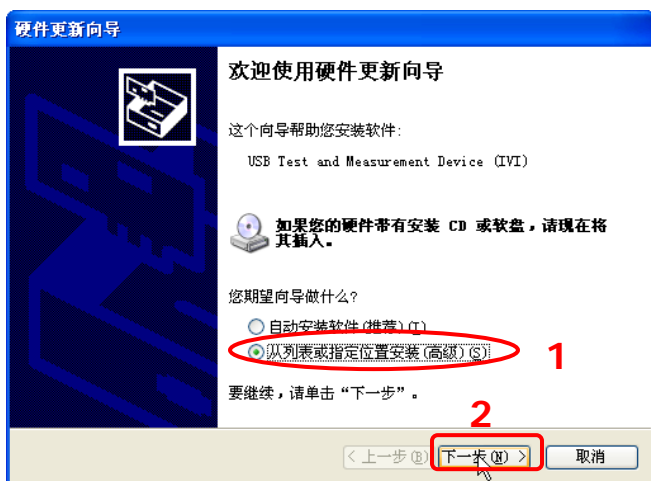 硬件更新向导
欢迎使用硬件更新向导
这个向导帮助您安装软件:
USB Test and Measurement Device (IVI)
如果您的硬件带有安装 CD 或软盘，请现在将
其插入。
您期望向导做什么?
自动安装软件(推荐)(I)
从列表或指定位置安装(高级)(S)
1
要继续，请单击“下一步”。
2
< 上一步(B)
下一步(N) >
取消